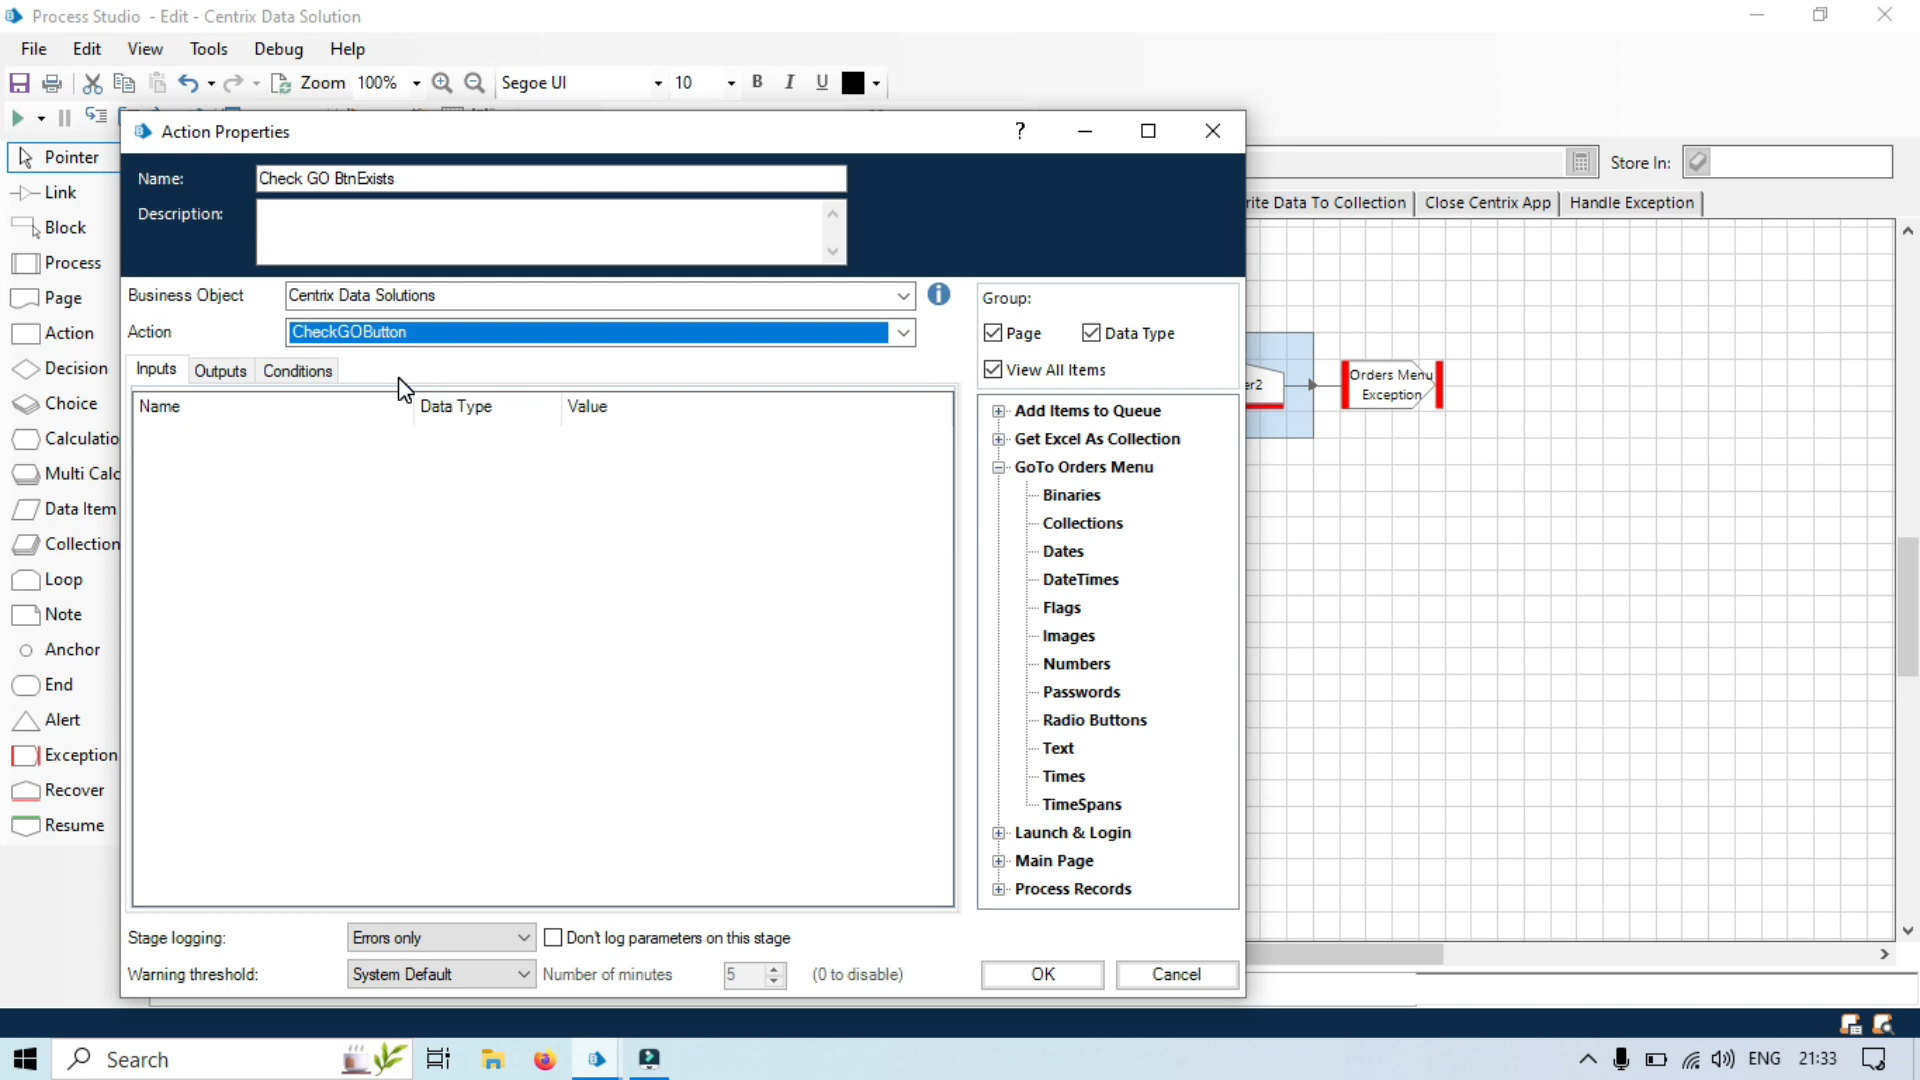 Process Studio - Edit - Centrix Data Solution
File Edit View Tools Debug Help
Zoom 100% Segoe UI 10 B I U
Action Properties ?
Pointer
Link
Block
Process
Page
Action
Decision
Choice
Calculatio
Multi Calc
Data Item
Collection
Loop
Note
Anchor
End
Alert
Exception
Recover
Resume
Name: Check GO BtnExists
Description:
Business Object Centrix Data Solutions
Action CheckGOButton
Inputs Outputs Conditions
Name Data Type Value
Group:
Page Data Type
View All Items
Add Items to Queue
Get Excel As Collection
GoTo Orders Menu
Binaries
Collections
Dates
DateTimes
Flags
Images
Numbers
Passwords
Radio Buttons
Text
Times
TimeSpans
Launch & Login
Main Page
Process Records
Stage logging: Errors only Don't log parameters on this stage
Warning threshold: System Default Number of minutes 5 (0 to disable)
OK Cancel
Store In:
rite Data To Collection Close Centrix App Handle Exception
er2
Orders Menu
Exception
Search
ENG 21:33